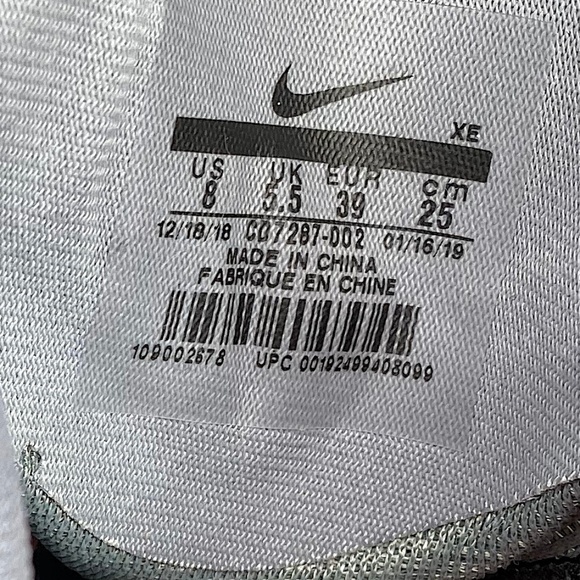 XE
US UK EUR cm
8 5.5 39 25
12/18/18 CD7287-002 01/16/19
MADE IN CHINA
FABRIQUE EN CHINE
109002678 UPC 00192499408099